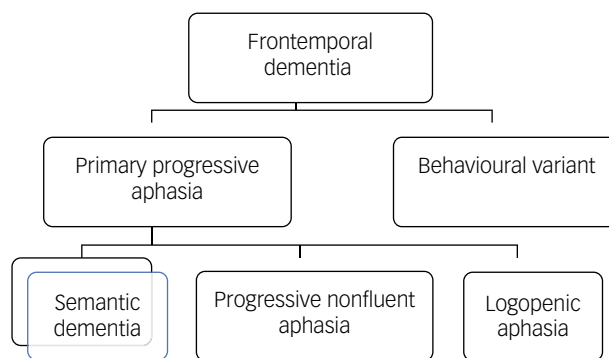 Frontemporal
dementia
Primary progressive
aphasia
Behavioural variant
Semantic
dementia
Progressive nonfluent
aphasia
Logopenic
aphasia